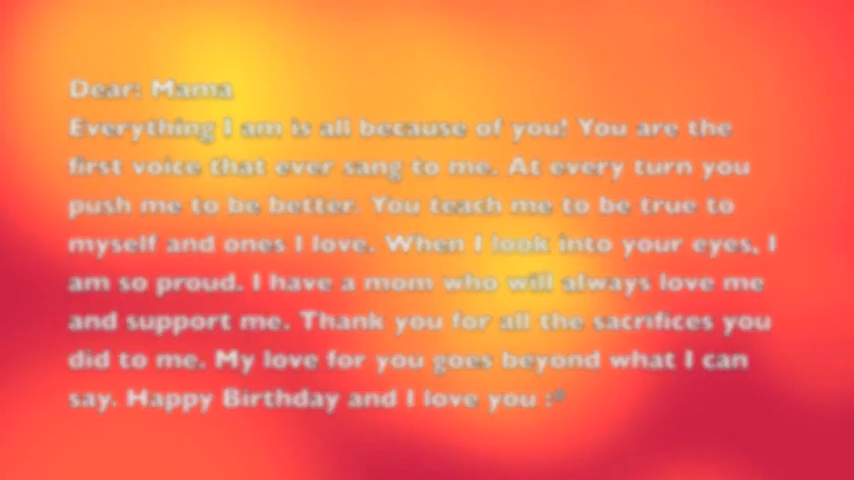 Dear: Mama
Everything I am is all because of you! You are the
first voice that ever sang to me. At every turn you
push me to be better. You teach me to be true to
myself and ones I love. When I look into your eyes, I
am so proud. I have a mom who will always love me
and support me. Thank you for all the sacrifices you
did to me. My love for you goes beyond what I can
say. Happy Birthday and I love you :*